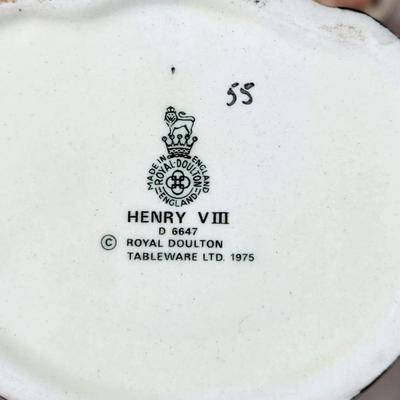 55
MADE IN ENGLAND
ROYAL·DOULTON
ENGLAND
HENRY VIII
D 6647
© ROYAL DOULTON
TABLEWARE LTD. 1975